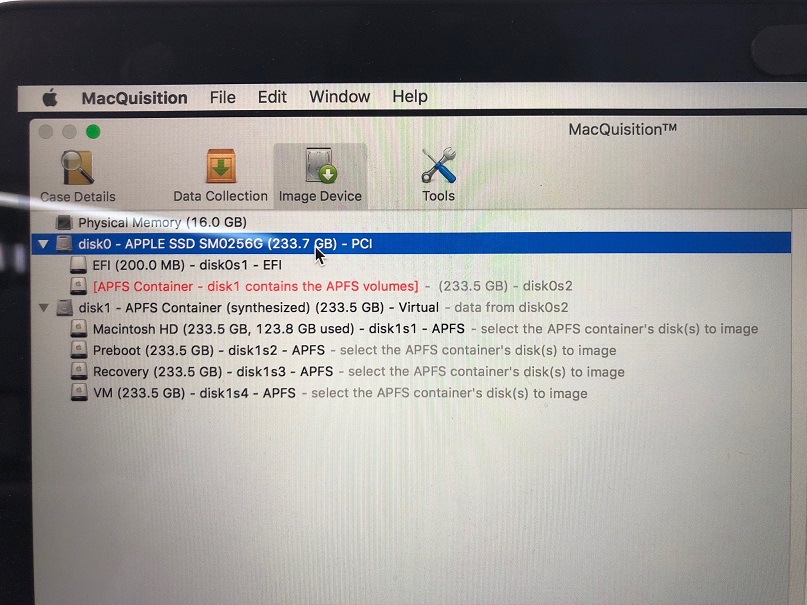 MacQuisition File Edit Window Help
MacQuisition™
Case Details Data Collection Image Device Tools
Physical Memory (16.0 GB)
disk0 - APPLE SSD SM0256G (233.7 GB) - PCI
EFI (200.0 MB) - disk0s1 - EFI
[APFS Container - disk1 contains the APFS volumes] - (233.5 GB) - disk0s2
disk1 - APFS Container (synthesized) (233.5 GB) - Virtual - data from disk0s2
Macintosh HD (233.5 GB, 123.8 GB used) - disk1s1 - APFS - select the APFS container's disk(s) to image
Preboot (233.5 GB) - disk1s2 - APFS - select the APFS container's disk(s) to image
Recovery (233.5 GB) - disk1s3 - APFS - select the APFS container's disk(s) to image
VM (233.5 GB) - disk1s4 - APFS - select the APFS container's disk(s) to image